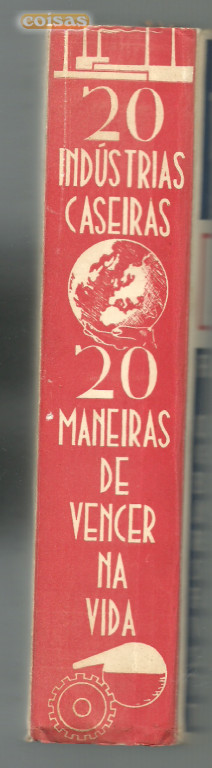 coisas
20
INDÚSTRIAS
CASEIRAS
20
MANEIRAS
DE
VENCER
NA
VIDA